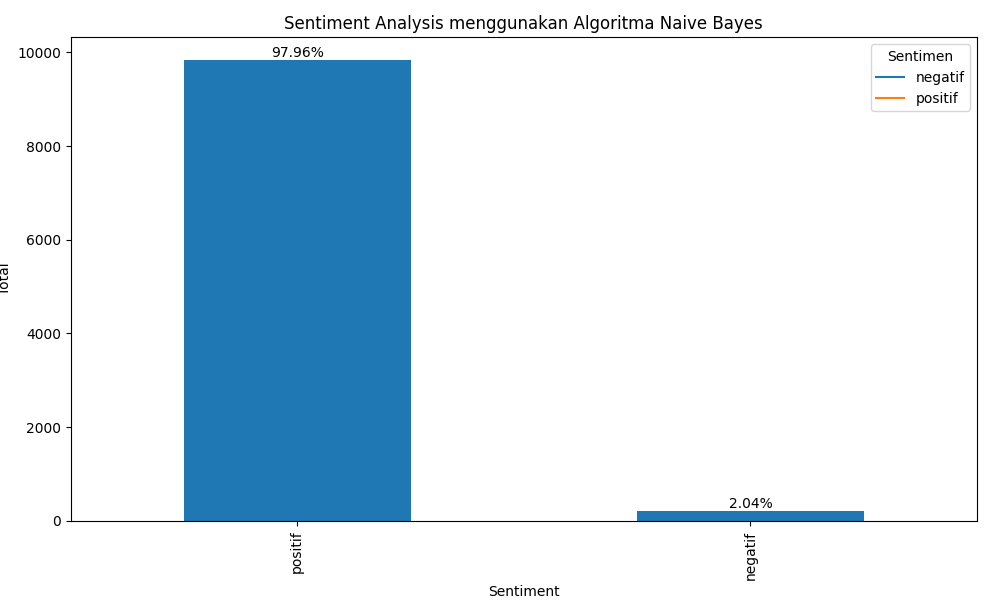 Sentiment Analysis menggunakan Algoritma Naive Bayes
10000
8000
6000
4000
2000
0
Total
97.96%
2.04%
Sentimen
negatif
positif
positif
negatif
Sentiment